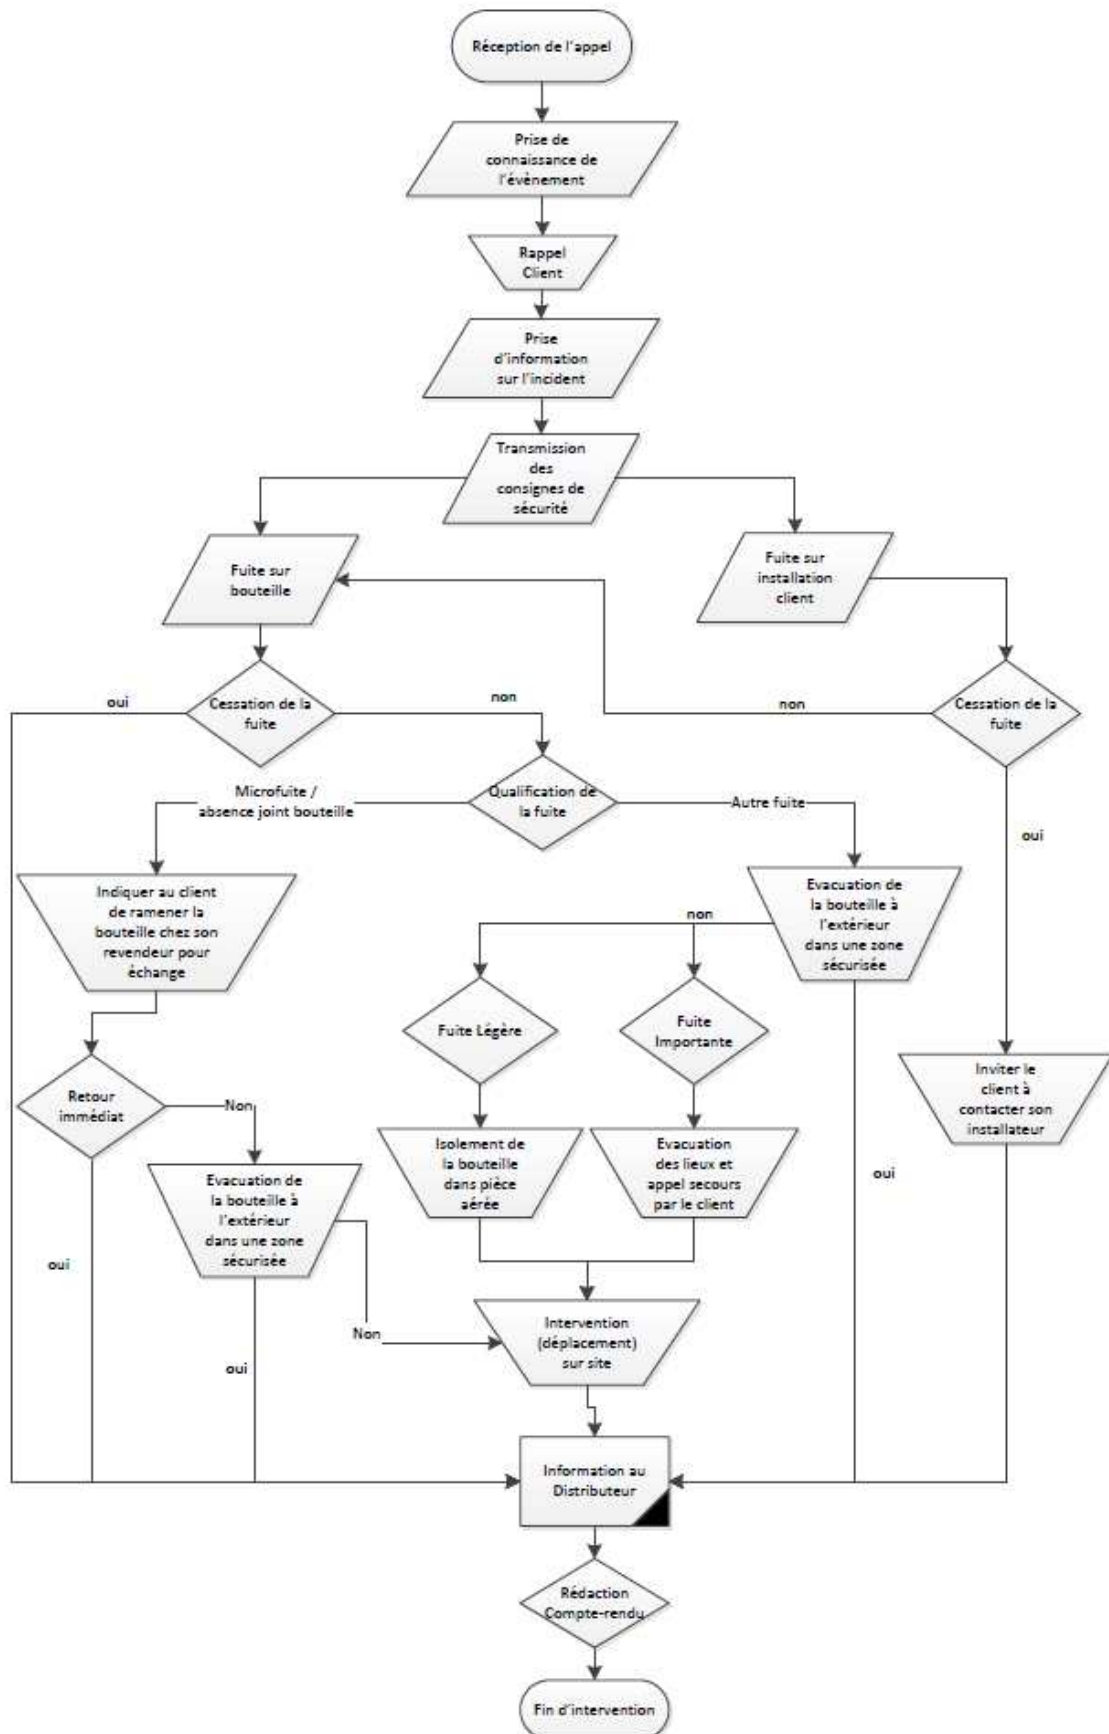 Réception de l'appel
Prise de
connaissance de
l'évènement
Rappel
Client
Prise
d'information
sur l'incident
Transmission
des
consignes de
sécurité
Fuite sur
bouteille
Fuite sur
installation
client
oui
Cessation de la
fuite
non
non
Cessation de la
fuite
Microfuite /
absence joint bouteille
Qualification de
la fuite
Autre fuite
oui
Indiquer au client
de ramener la
bouteille chez son
revendeur pour
échange
non
Evacuation de
la bouteille à
l'extérieur
dans une zone
sécurisée
Fuite Légère
Fuite
Importante
Retour
immédiat
Non
Inviter le
client à
contacter son
installateur
Isolement de
la bouteille
dans pièce
aérée
Evacuation
des lieux et
appel secours
par le client
oui
Evacuation de
la bouteille à
l'extérieur
dans une zone
sécurisée
oui
Non
Intervention
(déplacement)
sur site
oui
Information au
Distributeur
Rédaction
Compte-rendu
Fin d'intervention